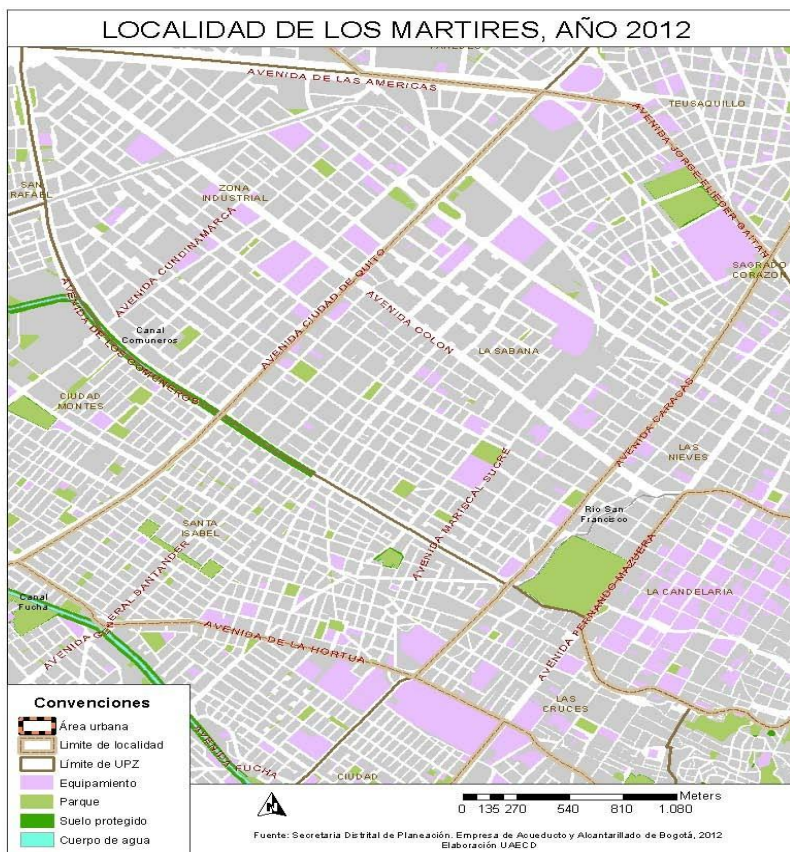 LOCALIDAD DE LOS MARTIRES, AÑO 2012
AVENIDA DE LAS AMERICAS
TEUSAQUILLO
AVENIDA JORGE ELIECER GAITAN
SAN
RAFAEL
ZONA
INDUSTRIAL
AVENIDA CUNDINAMARCA
SAGRADO
CORAZON
AVENIDA CIUDAD DE QUITO
AVENIDA DE LOS COMUNEROS
Canal
Comuneros
AVENIDA COLON
LA SABANA
CIUDAD
MONTES
AVENIDA CARACAS
LAS
NIEVES
AVENIDA MARISCAL SUCRE
Rio San
Francisco
SANTA
ISABEL
AVENIDA GENERAL SANTANDER
Canal
Fucha
AVENIDA FERNANDO MAZUERA
LA CANDELARIA
AVENIDA DE LA HORTUA
LAS
CRUCES
AVENIDA FUCHA
CIUDAD
Convenciones
Área urbana
Limite de localidad
Límite de UPZ
Equipamiento
Parque
Suelo protegido
Cuerpo de agua
N
Meters
0 135 270 540 810 1.080
Fuente: Secretaria Distrital de Planeación. Empresa de Acueducto y Alcantarillado de Bogotá, 2012
Elaboración UAECD